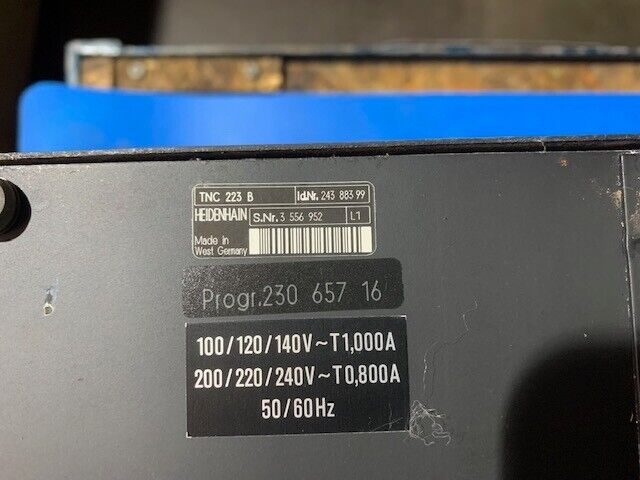 TNC 223 B Id.Nr. 243 883 99
HEIDENHAIN S.Nr. 3 556 952 L1
Made in
West Germany
Progr. 230 657 16
100/120/140V~T1,000A
200/220/240V~T0,800A
50/60Hz